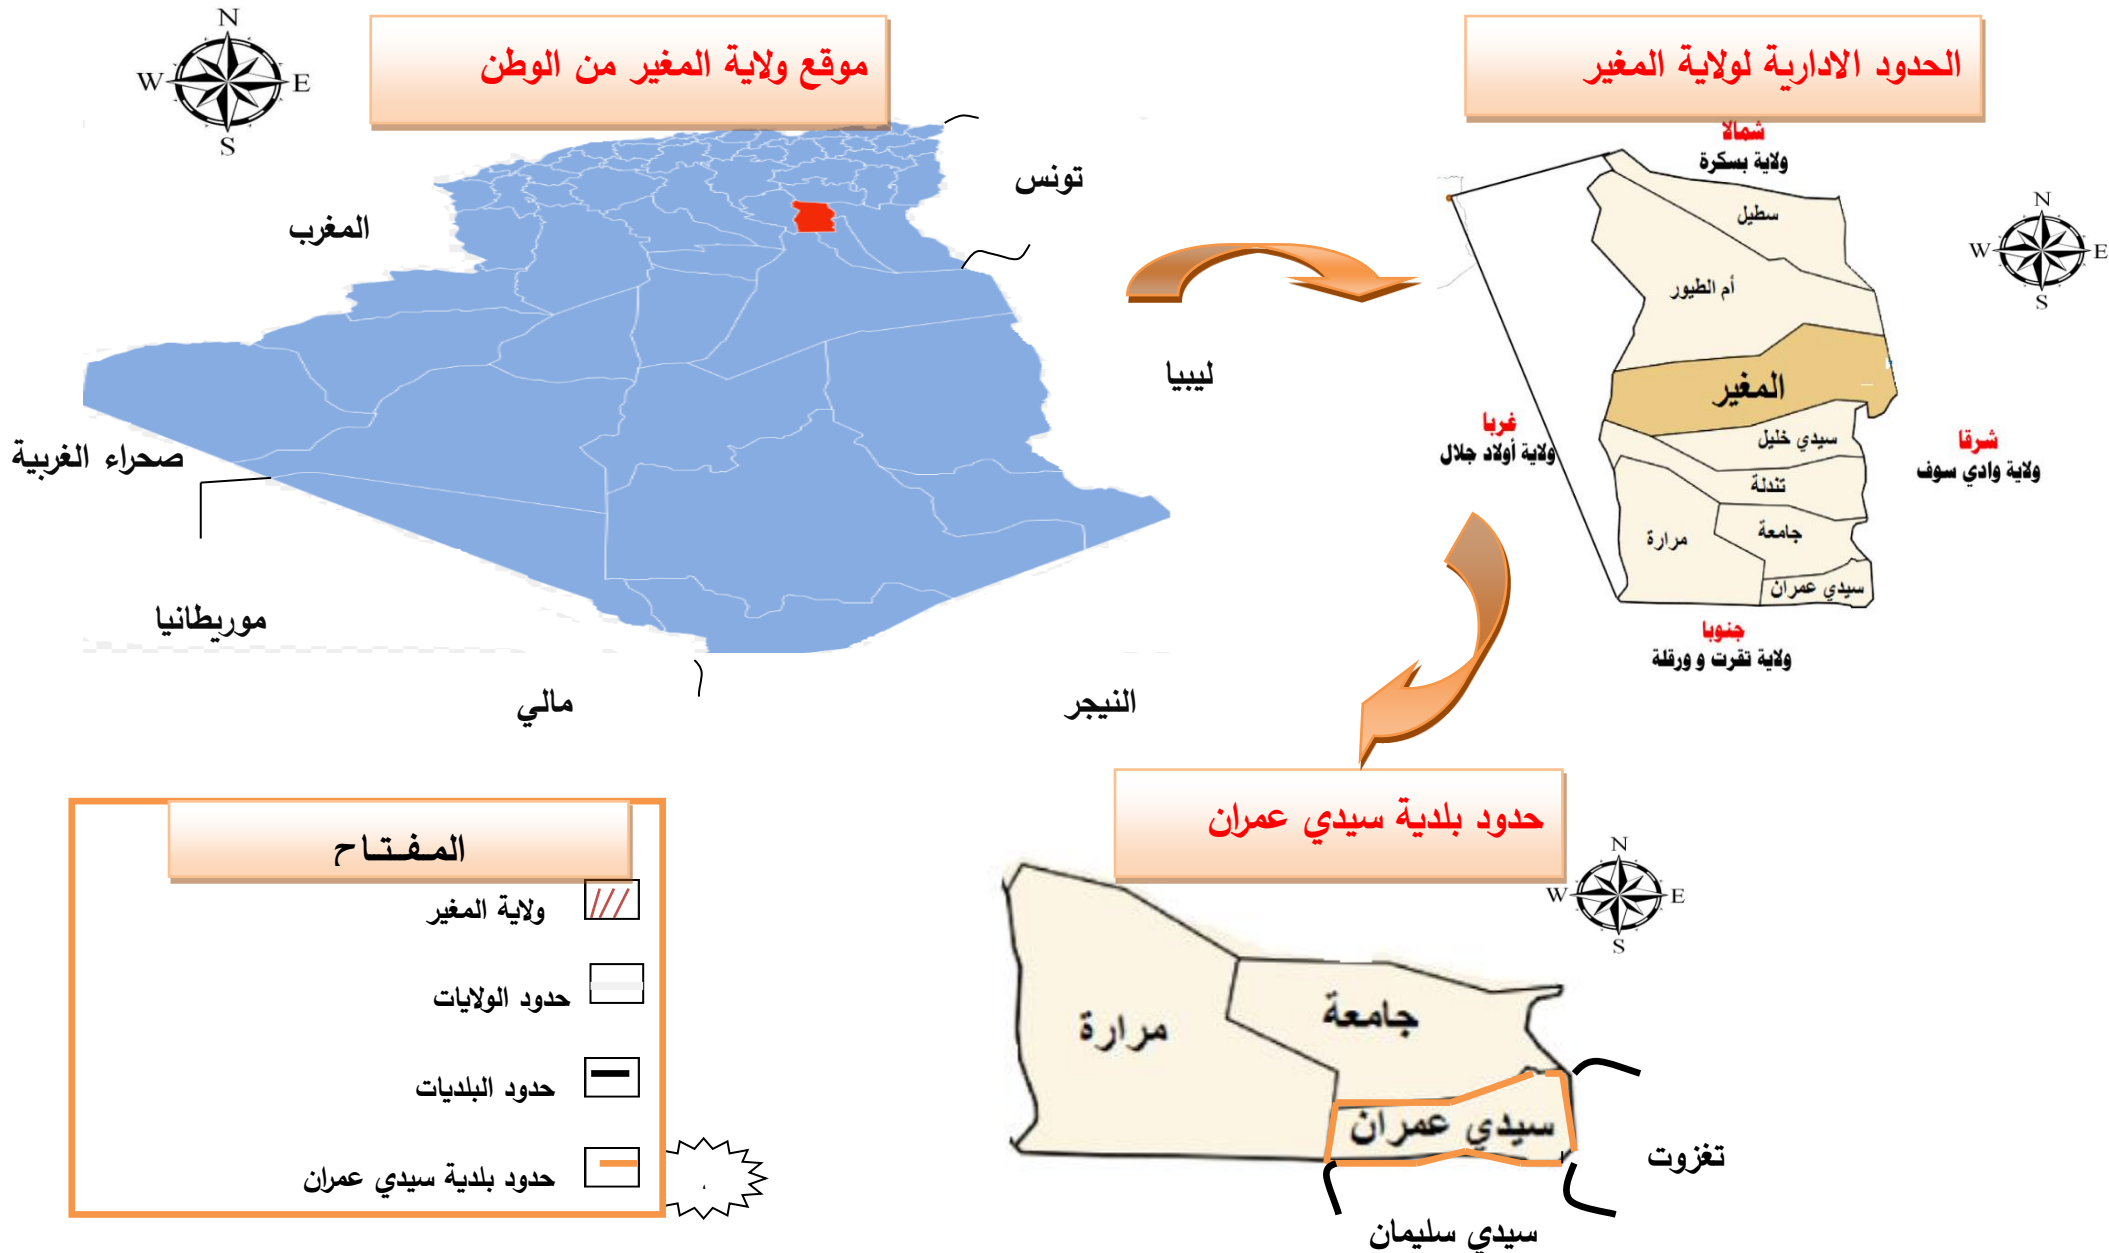 موقع ولاية المغير من الوطن
N
W
E
S
تونس
المغرب
ليبيا
صحراء الغربية
موريطانيا
مالي
النيجر
الحدود الادارية لولاية المغير
شمالا
ولاية بسكرة
N
W
E
S
سطيل
أم الطيور
المغير
سيدي خليل
تندلة
جامعة
مرارة
سيدي عمران
غربا
ولاية أولاد جلال
شرقا
ولاية وادي سوف
جنوبا
ولاية تقرت و ورقلة
حدود بلدية سيدي عمران
N
W
E
S
جامعة
مرارة
سيدي عمران
تغزوت
سيدي سليمان
المـفـتـاح
ولاية المغير
حدود الولايات
حدود البلديات
حدود بلدية سيدي عمران